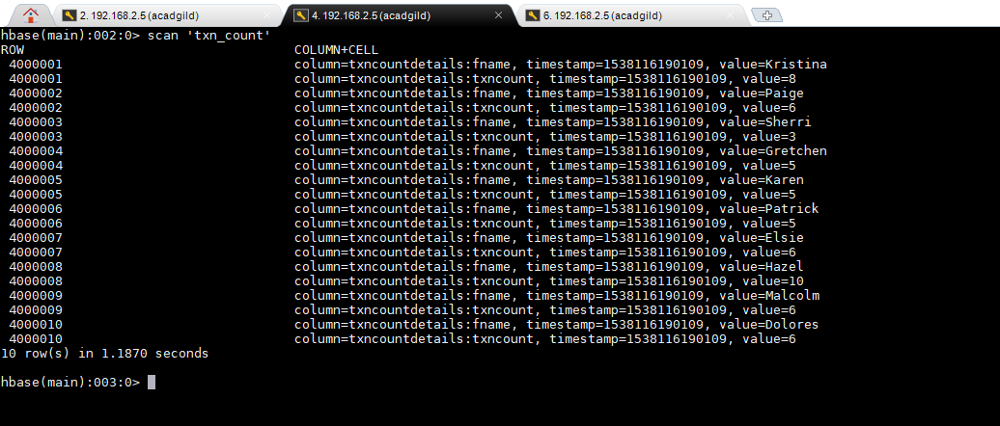 2. 192.168.2.5 (acadgild) 4. 192.168.2.5 (acadgild) 6. 192.168.2.5 (acadgild)
hbase(main):002:0> scan 'txn_count'
ROW COLUMN+CELL
4000001 column=txncountdetails:fname, timestamp=1538116190109, value=Kristina
4000001 column=txncountdetails:txncount, timestamp=1538116190109, value=8
4000002 column=txncountdetails:fname, timestamp=1538116190109, value=Paige
4000002 column=txncountdetails:txncount, timestamp=1538116190109, value=6
4000003 column=txncountdetails:fname, timestamp=1538116190109, value=Sherri
4000003 column=txncountdetails:txncount, timestamp=1538116190109, value=3
4000004 column=txncountdetails:fname, timestamp=1538116190109, value=Gretchen
4000004 column=txncountdetails:txncount, timestamp=1538116190109, value=5
4000005 column=txncountdetails:fname, timestamp=1538116190109, value=Karen
4000005 column=txncountdetails:txncount, timestamp=1538116190109, value=5
4000006 column=txncountdetails:fname, timestamp=1538116190109, value=Patrick
4000006 column=txncountdetails:txncount, timestamp=1538116190109, value=5
4000007 column=txncountdetails:fname, timestamp=1538116190109, value=Elsie
4000007 column=txncountdetails:txncount, timestamp=1538116190109, value=6
4000008 column=txncountdetails:fname, timestamp=1538116190109, value=Hazel
4000008 column=txncountdetails:txncount, timestamp=1538116190109, value=10
4000009 column=txncountdetails:fname, timestamp=1538116190109, value=Malcolm
4000009 column=txncountdetails:txncount, timestamp=1538116190109, value=6
4000010 column=txncountdetails:fname, timestamp=1538116190109, value=Dolores
4000010 column=txncountdetails:txncount, timestamp=1538116190109, value=6
10 row(s) in 1.1870 seconds
hbase(main):003:0>